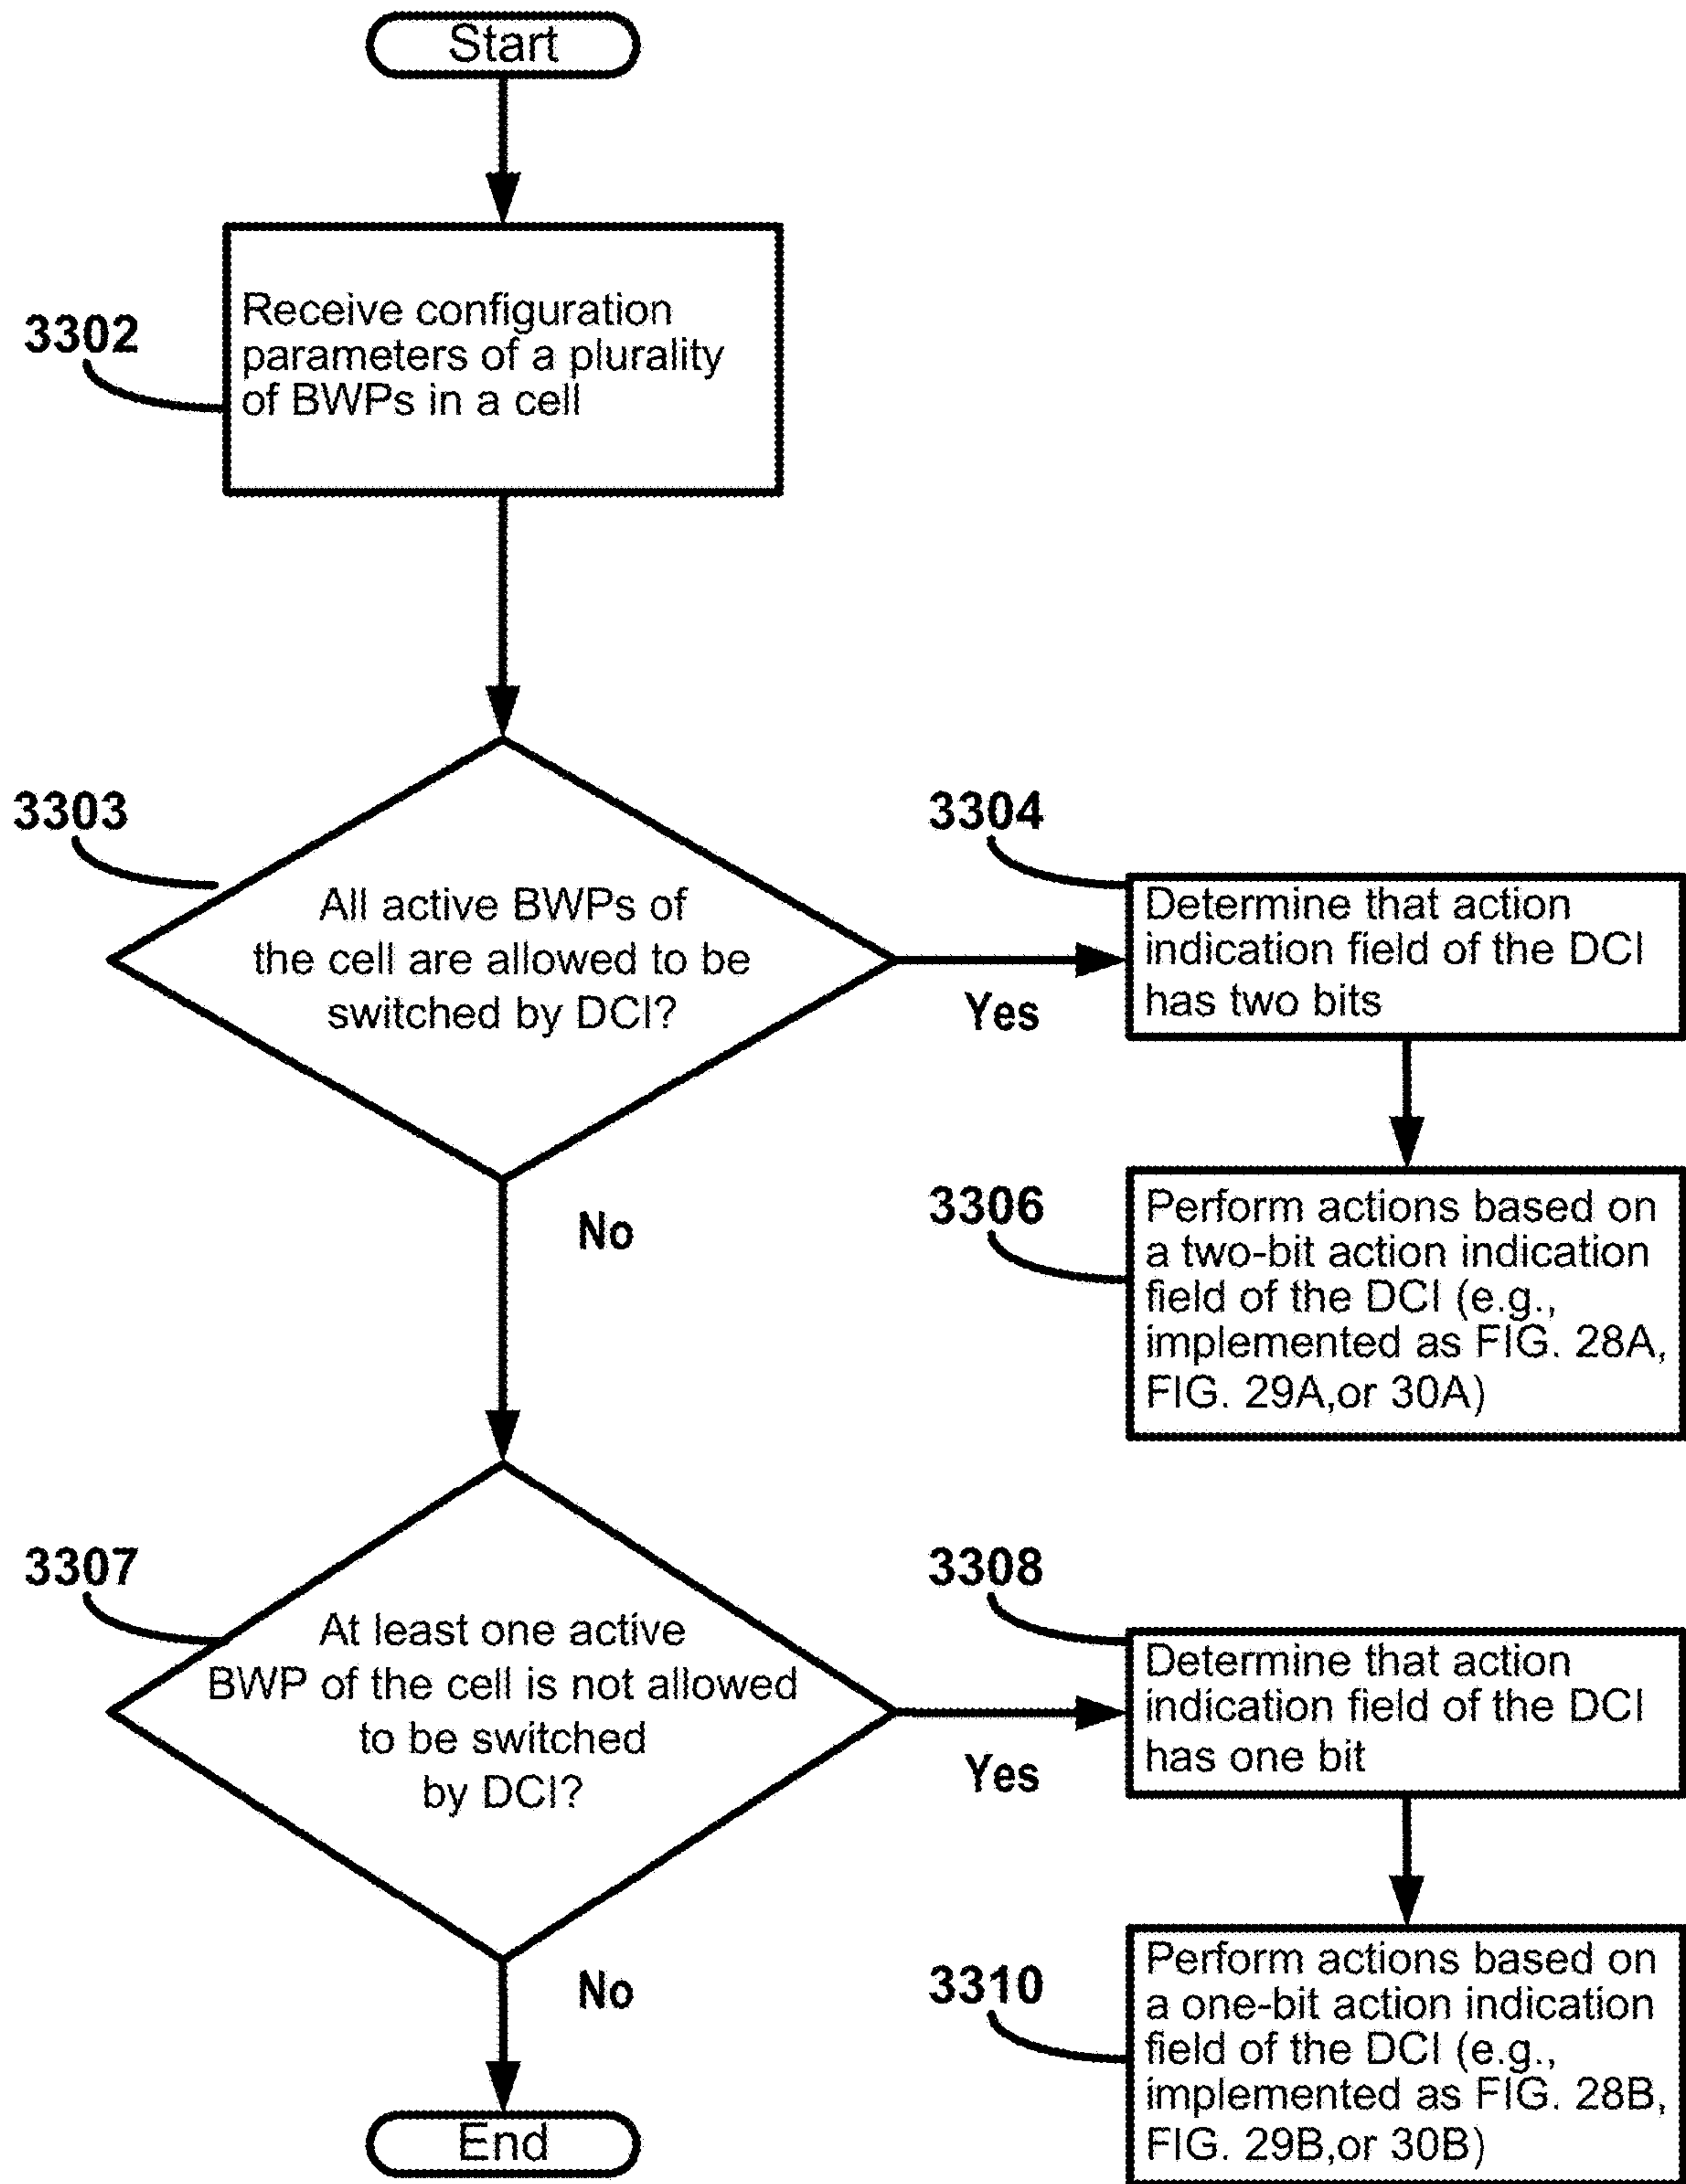 Start
3302
Receive configuration
parameters of a plurality
of BWPs in a cell
3303
All active BWPs of
the cell are allowed to be
switched by DCI?
Yes
No
3304
Determine that action
indication field of the DCI
has two bits
3306
Perform actions based on
a two-bit action indication
field of the DCI (e.g.,
implemented as FIG. 28A,
FIG. 29A,or 30A)
3307
At least one active
BWP of the cell is not allowed
to be switched
by DCI?
Yes
No
3308
Determine that action
indication field of the DCI
has one bit
3310
Perform actions based on
a one-bit action indication
field of the DCI (e.g.,
implemented as FIG. 28B,
FIG. 29B,or 30B)
End